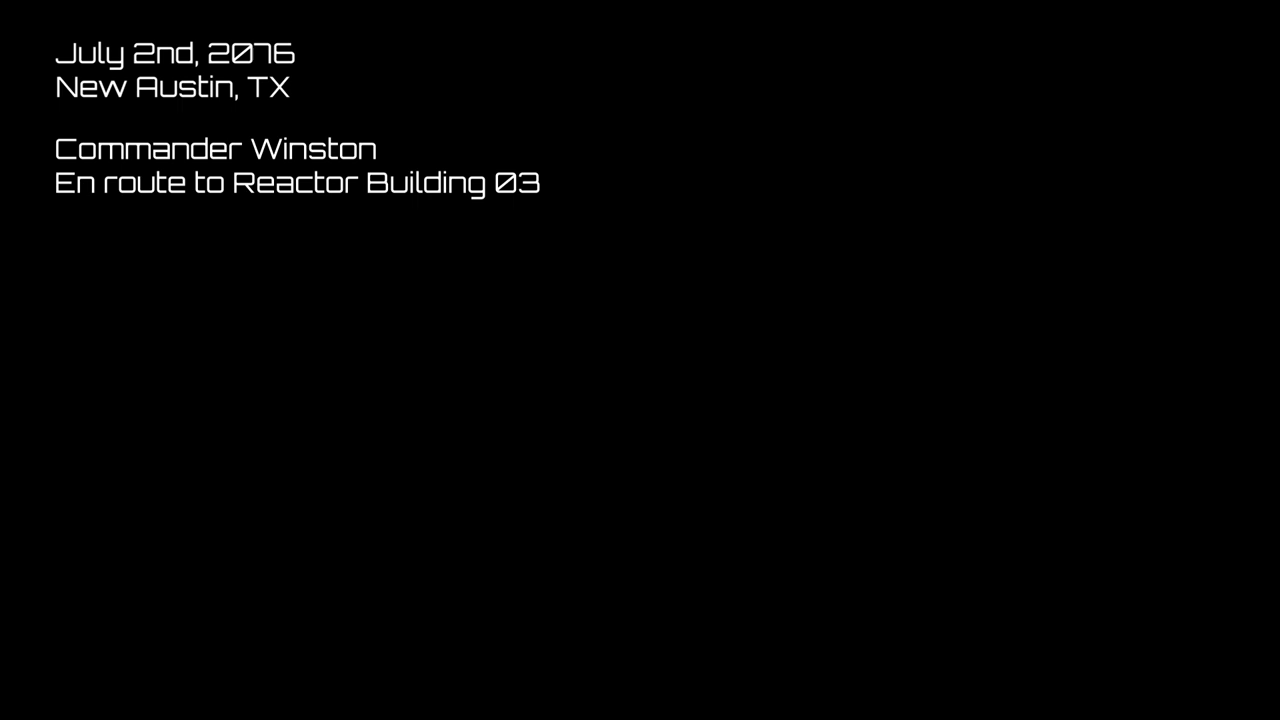 July 2nd, 2076
New Austin, TX
Commander Winston
En route to Reactor Building 03